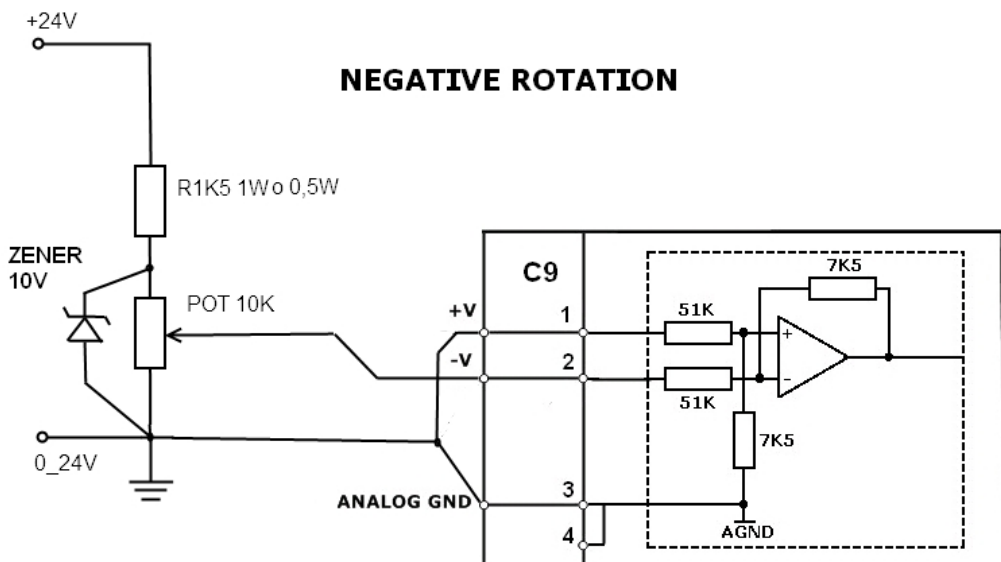 +24V
NEGATIVE ROTATION
R1K5 1W o 0,5W
ZENER
10V
POT 10K
C9
7K5
+V
1
51K
+
-V
2
-
51K
7K5
0_24V
ANALOG GND
3
4
AGND